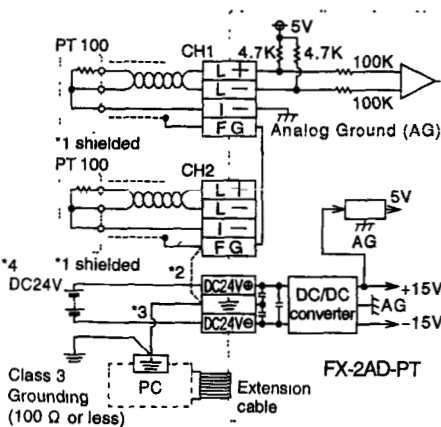 5V
PT 100
CH1
4.7K
4.7K
100K
L +
L −
I −
F G
100K
Analog Ground (AG)
*1 shielded
PT 100
CH2
L +
L −
I −
F G
5V
AG
*1 shielded
*2
*4
DC24V
DC24V⊕
DC24V⊖
*3
DC/DC
converter
+15V
AG
−15V
FX-2AD-PT
PC
Extension
cable
Class 3
Grounding
(100 Ω or less)